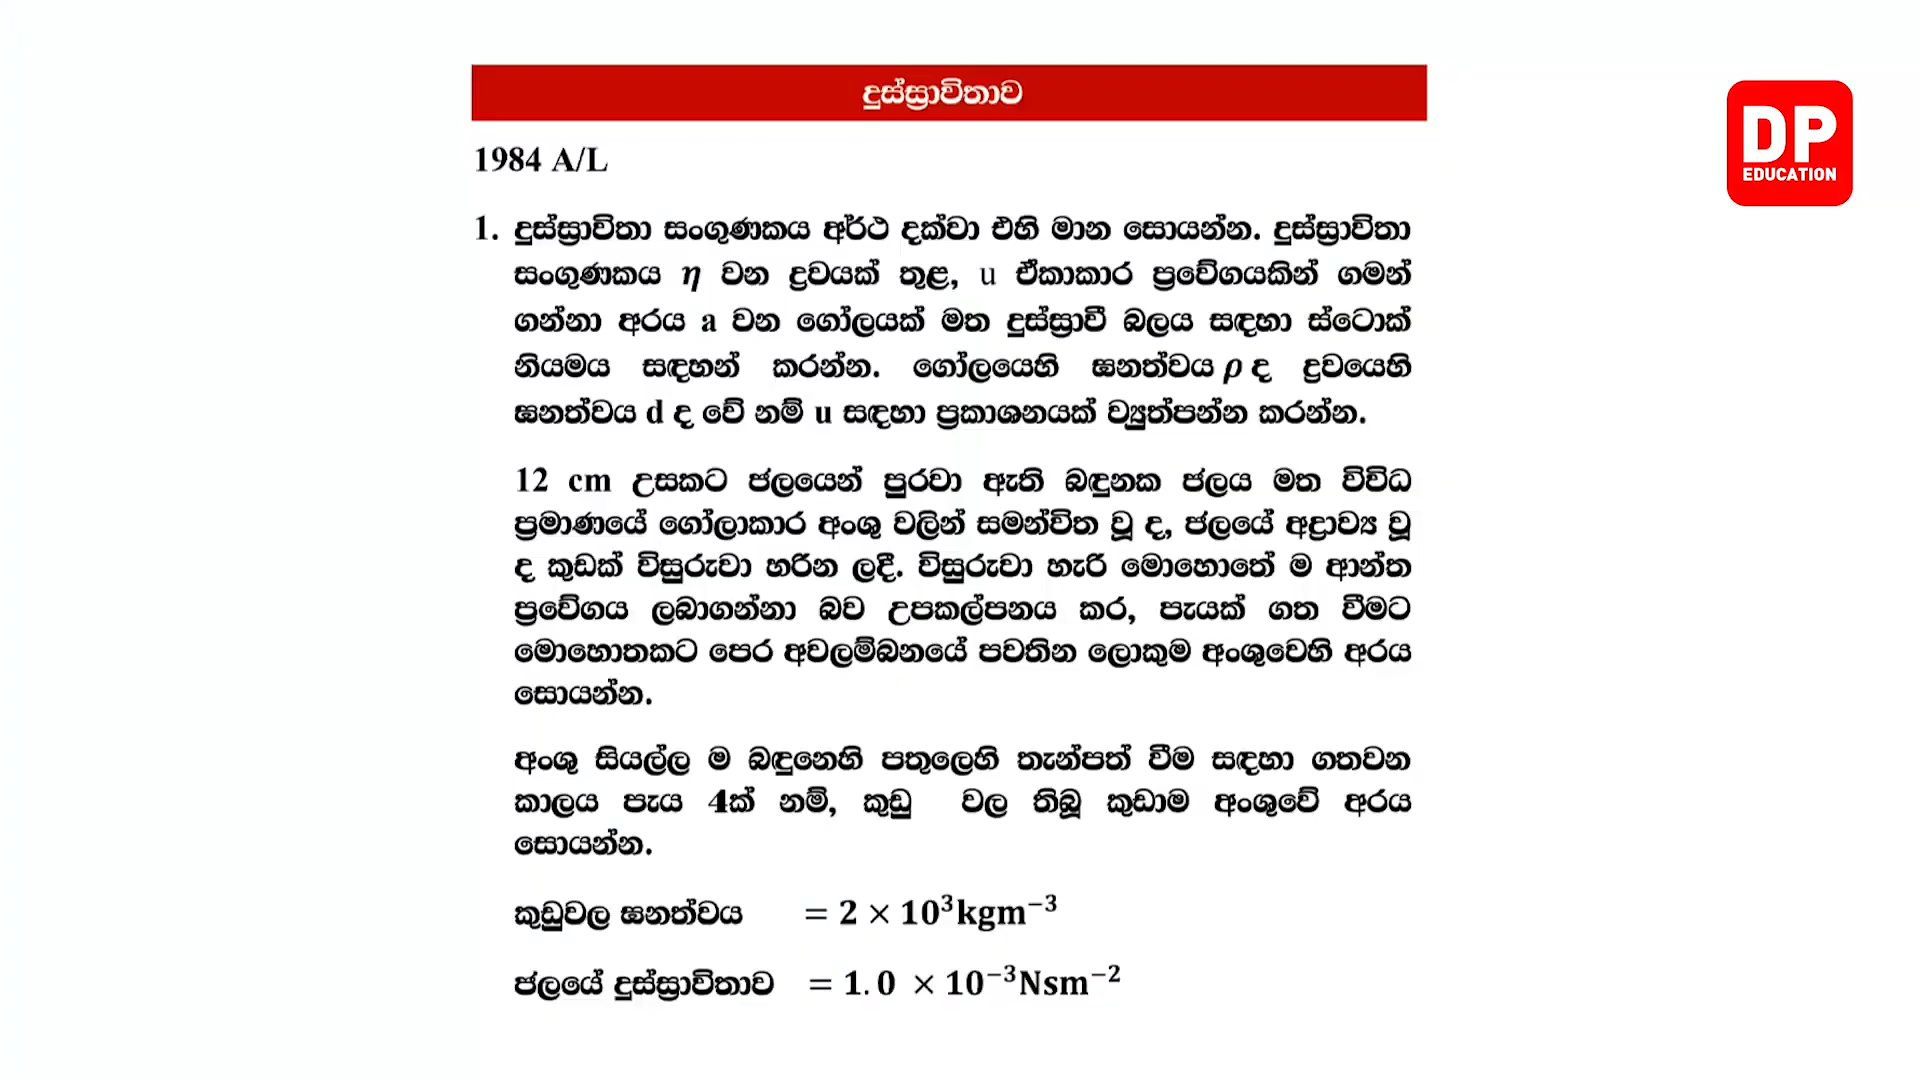 දුස්ස්‍රාවිතාව
DP
EDUCATION
1984 A/L
1. දුස්ස්‍රාවිතා සංගුණකය අර්ථ දක්වා එහි මාන සොයන්න. දුස්ස්‍රාවිතා
සංගුණකය η වන ද්‍රවයක් තුළ, u ඒකාකාර ප්‍රවේගයකින් ගමන්
ගන්නා අරය a වන ගෝලයක් මත දුස්ස්‍රාවී බලය සඳහා ස්ටොක්
නියමය සඳහන් කරන්න. ගෝලයෙහි ඝනත්වය ρ ද ද්‍රවයෙහි
ඝනත්වය d ද වේ නම් u සඳහා ප්‍රකාශනයක් ව්‍යුත්පන්න කරන්න.
12 cm උසකට ජලයෙන් පුරවා ඇති බඳුනක ජලය මත විවිධ
ප්‍රමාණයේ ගෝලාකාර අංශු වලින් සමන්විත වූ ද, ජලයේ අද්‍රාව්‍ය වූ
ද කුඩක් විසුරුවා හරින ලදී. විසුරුවා හැරි මොහොතේ ම ආන්ත
ප්‍රවේගය ලබාගන්නා බව උපකල්පනය කර, පැයක් ගත වීමට
මොහොතකට පෙර අවලම්බනයේ පවතින ලොකුම අංශුවෙහි අරය
සොයන්න.
අංශු සියල්ල ම බඳුනෙහි පතුලෙහි තැන්පත් වීම සඳහා ගතවන
කාලය පැය 4ක් නම්, කුඩු වල තිබූ කුඩාම අංශුවේ අරය
සොයන්න.
කුඩුවල ඝනත්වය = 2 × 10³kgm⁻³
ජලයේ දුස්ස්‍රාවිතාව = 1.0 × 10⁻³Nsm⁻²